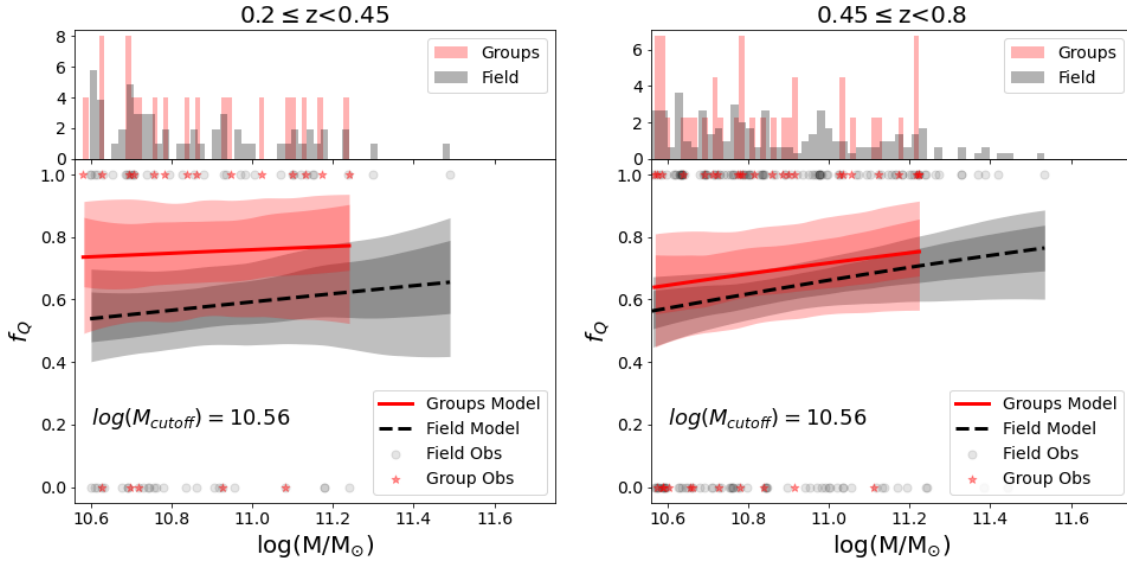 0.2 ≤ z<0.45
8
6
4
2
0
Groups
Field
1.0
0.8
0.6
0.4
0.2
0.0
f_Q
log(M_cutoff) = 10.56
Groups Model
Field Model
Field Obs
Group Obs
10.6 10.8 11.0 11.2 11.4 11.6
log(M/M⊙)
0.45 ≤ z<0.8
6
4
2
0
Groups
Field
1.0
0.8
0.6
0.4
0.2
0.0
f_Q
log(M_cutoff) = 10.56
Groups Model
Field Model
Field Obs
Group Obs
10.6 10.8 11.0 11.2 11.4 11.6
log(M/M⊙)